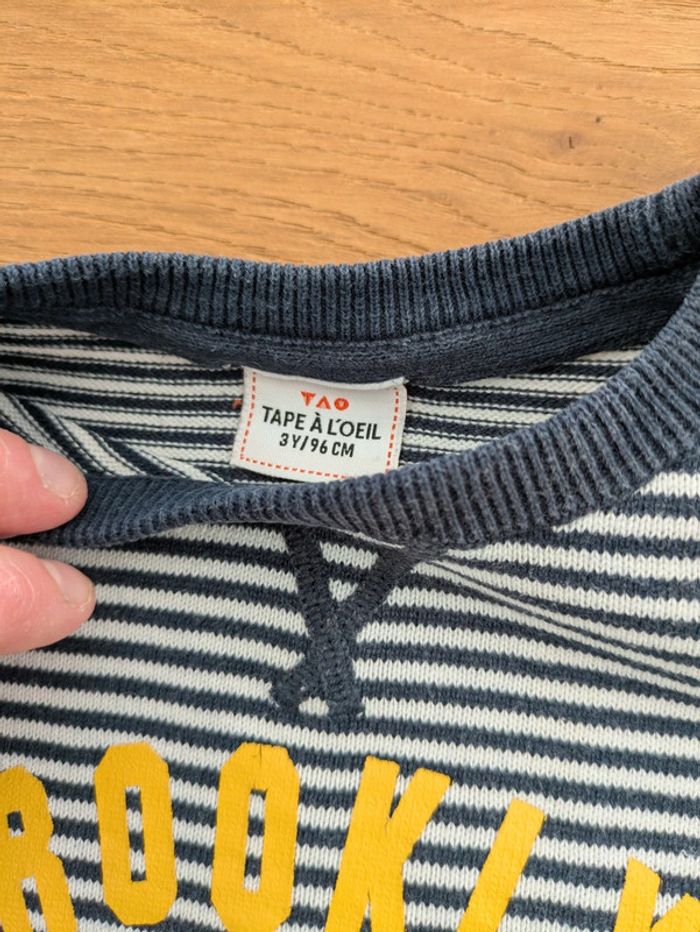 TAO
TAPE À L'OEIL
3Y/96 CM
ROOKL